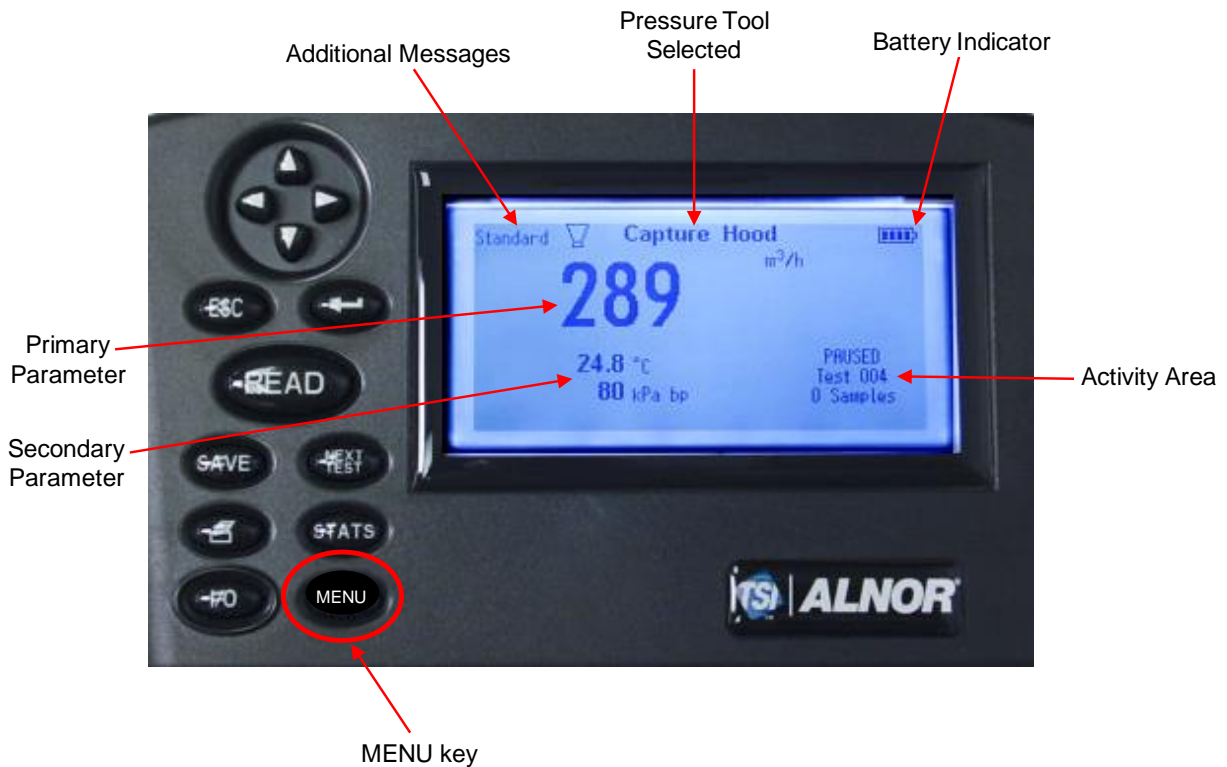 Pressure Tool
Selected
Additional Messages
Battery Indicator
Standard Capture Hood
m³/h
289
Primary
Parameter
24.8 °C
80 kPa bp
PAUSED
Test 004
0 Samples
Activity Area
Secondary
Parameter
ESC
READ
SAVE
NEXT
TEST
STATS
I/O
MENU
TSI ALNOR
MENU key